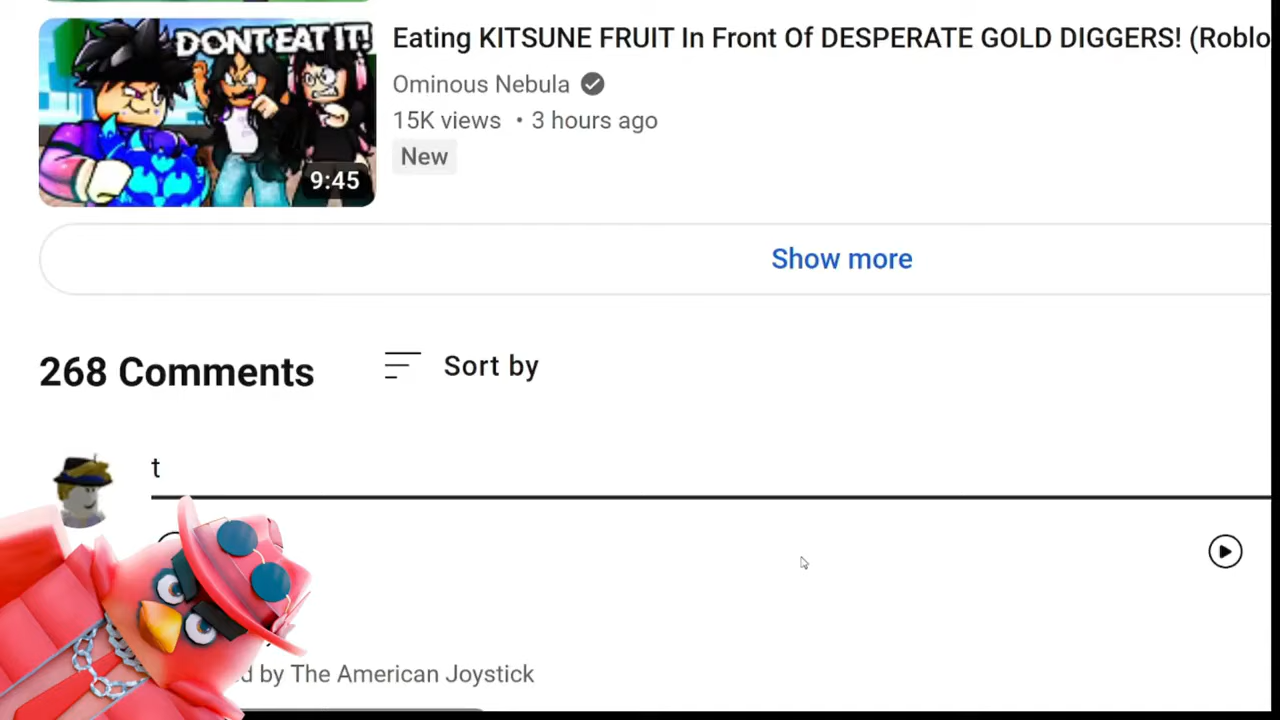 DONT EAT IT!
9:45
Eating KITSUNE FRUIT In Front Of DESPERATE GOLD DIGGERS! (Roblo
Ominous Nebula
15K views • 3 hours ago
New
Show more
268 Comments
Sort by
t
d by The American Joystick